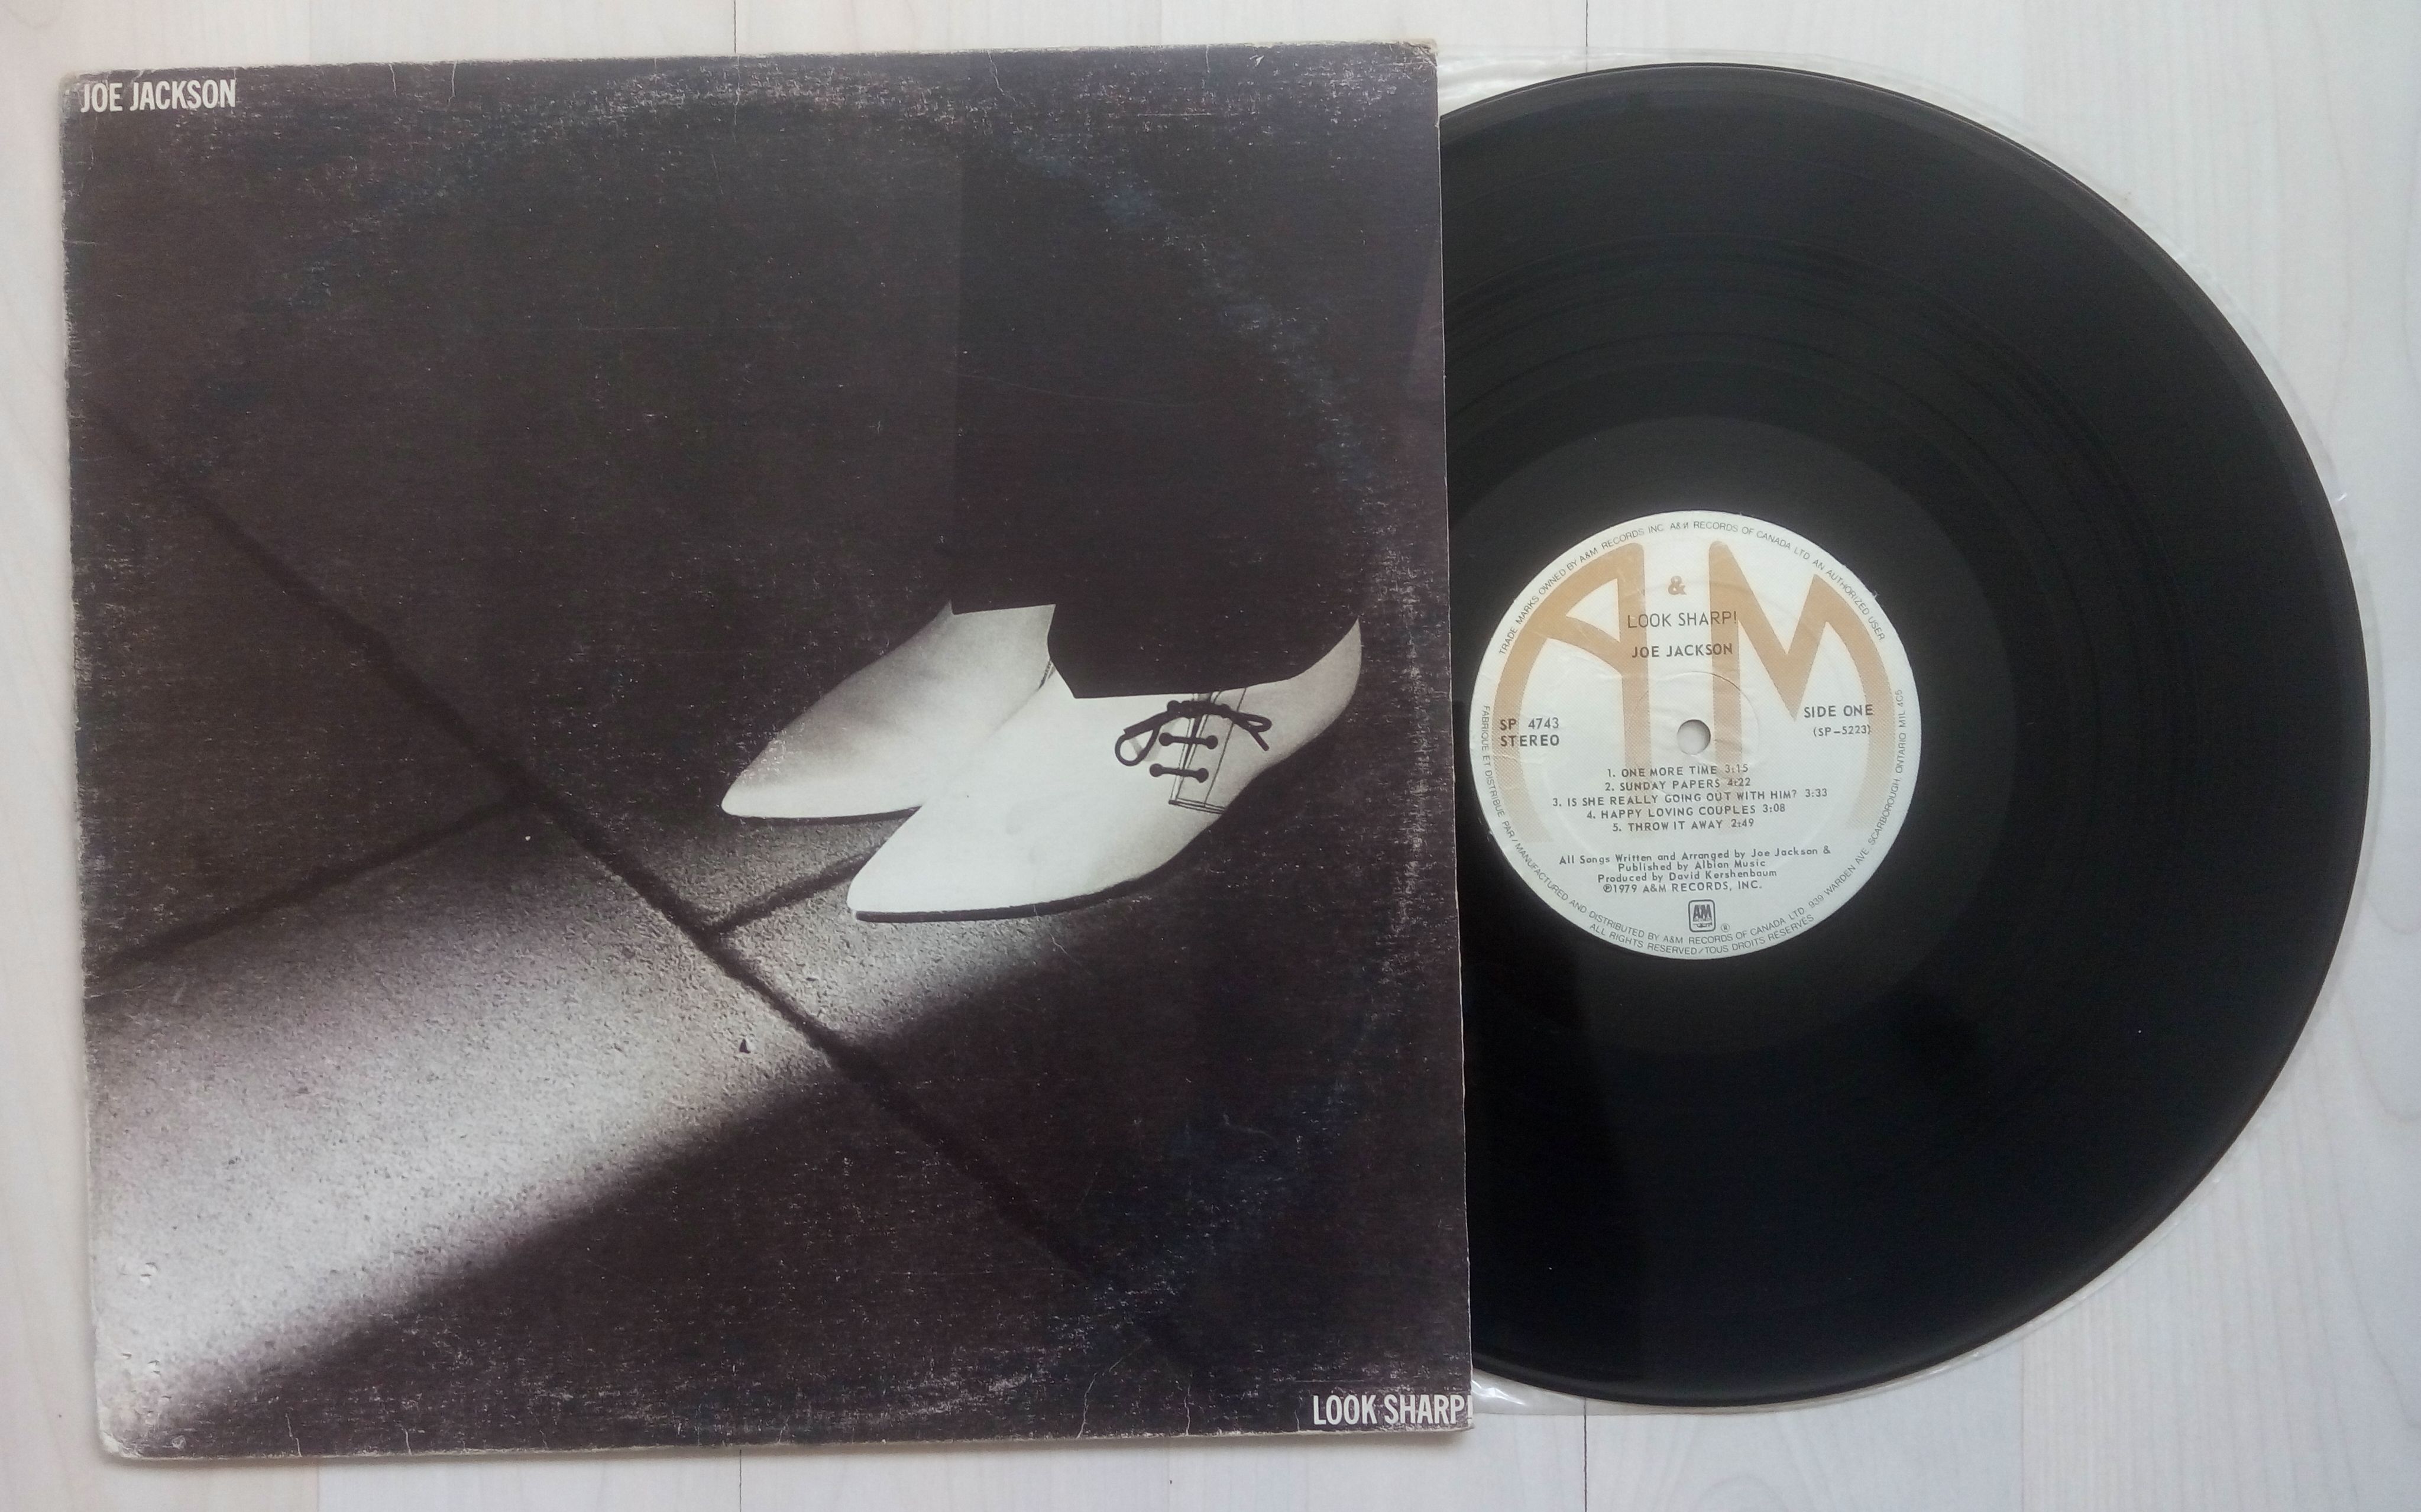 JOE JACKSON
LOOK SHARP!
TRADE MARKS OWNED BY A&M RECORDS INC. A&M RECORDS OF CANADA LTD. AN AUTHORIZED USER
A&M
LOOK SHARP!
JOE JACKSON
SP 4743
STEREO
SIDE ONE
(SP-5223)
1. ONE MORE TIME 3:15
2. SUNDAY PAPERS 4:22
3. IS SHE REALLY GOING OUT WITH HIM? 3:33
4. HAPPY LOVING COUPLES 3:08
5. THROW IT AWAY 2:49
All Songs Written and Arranged by Joe Jackson &
Published by Albion Music
Produced by David Kershenbaum
℗1979 A&M RECORDS, INC.
A&M
®
FABRIQUE ET DISTRIBUE PAR / MANUFACTURED AND DISTRIBUTED BY A&M RECORDS OF CANADA LTD. 939 WARDEN AVE. SCARBOROUGH, ONTARIO M1L 4C5
ALL RIGHTS RESERVED/TOUS DROITS RÉSERVÉS